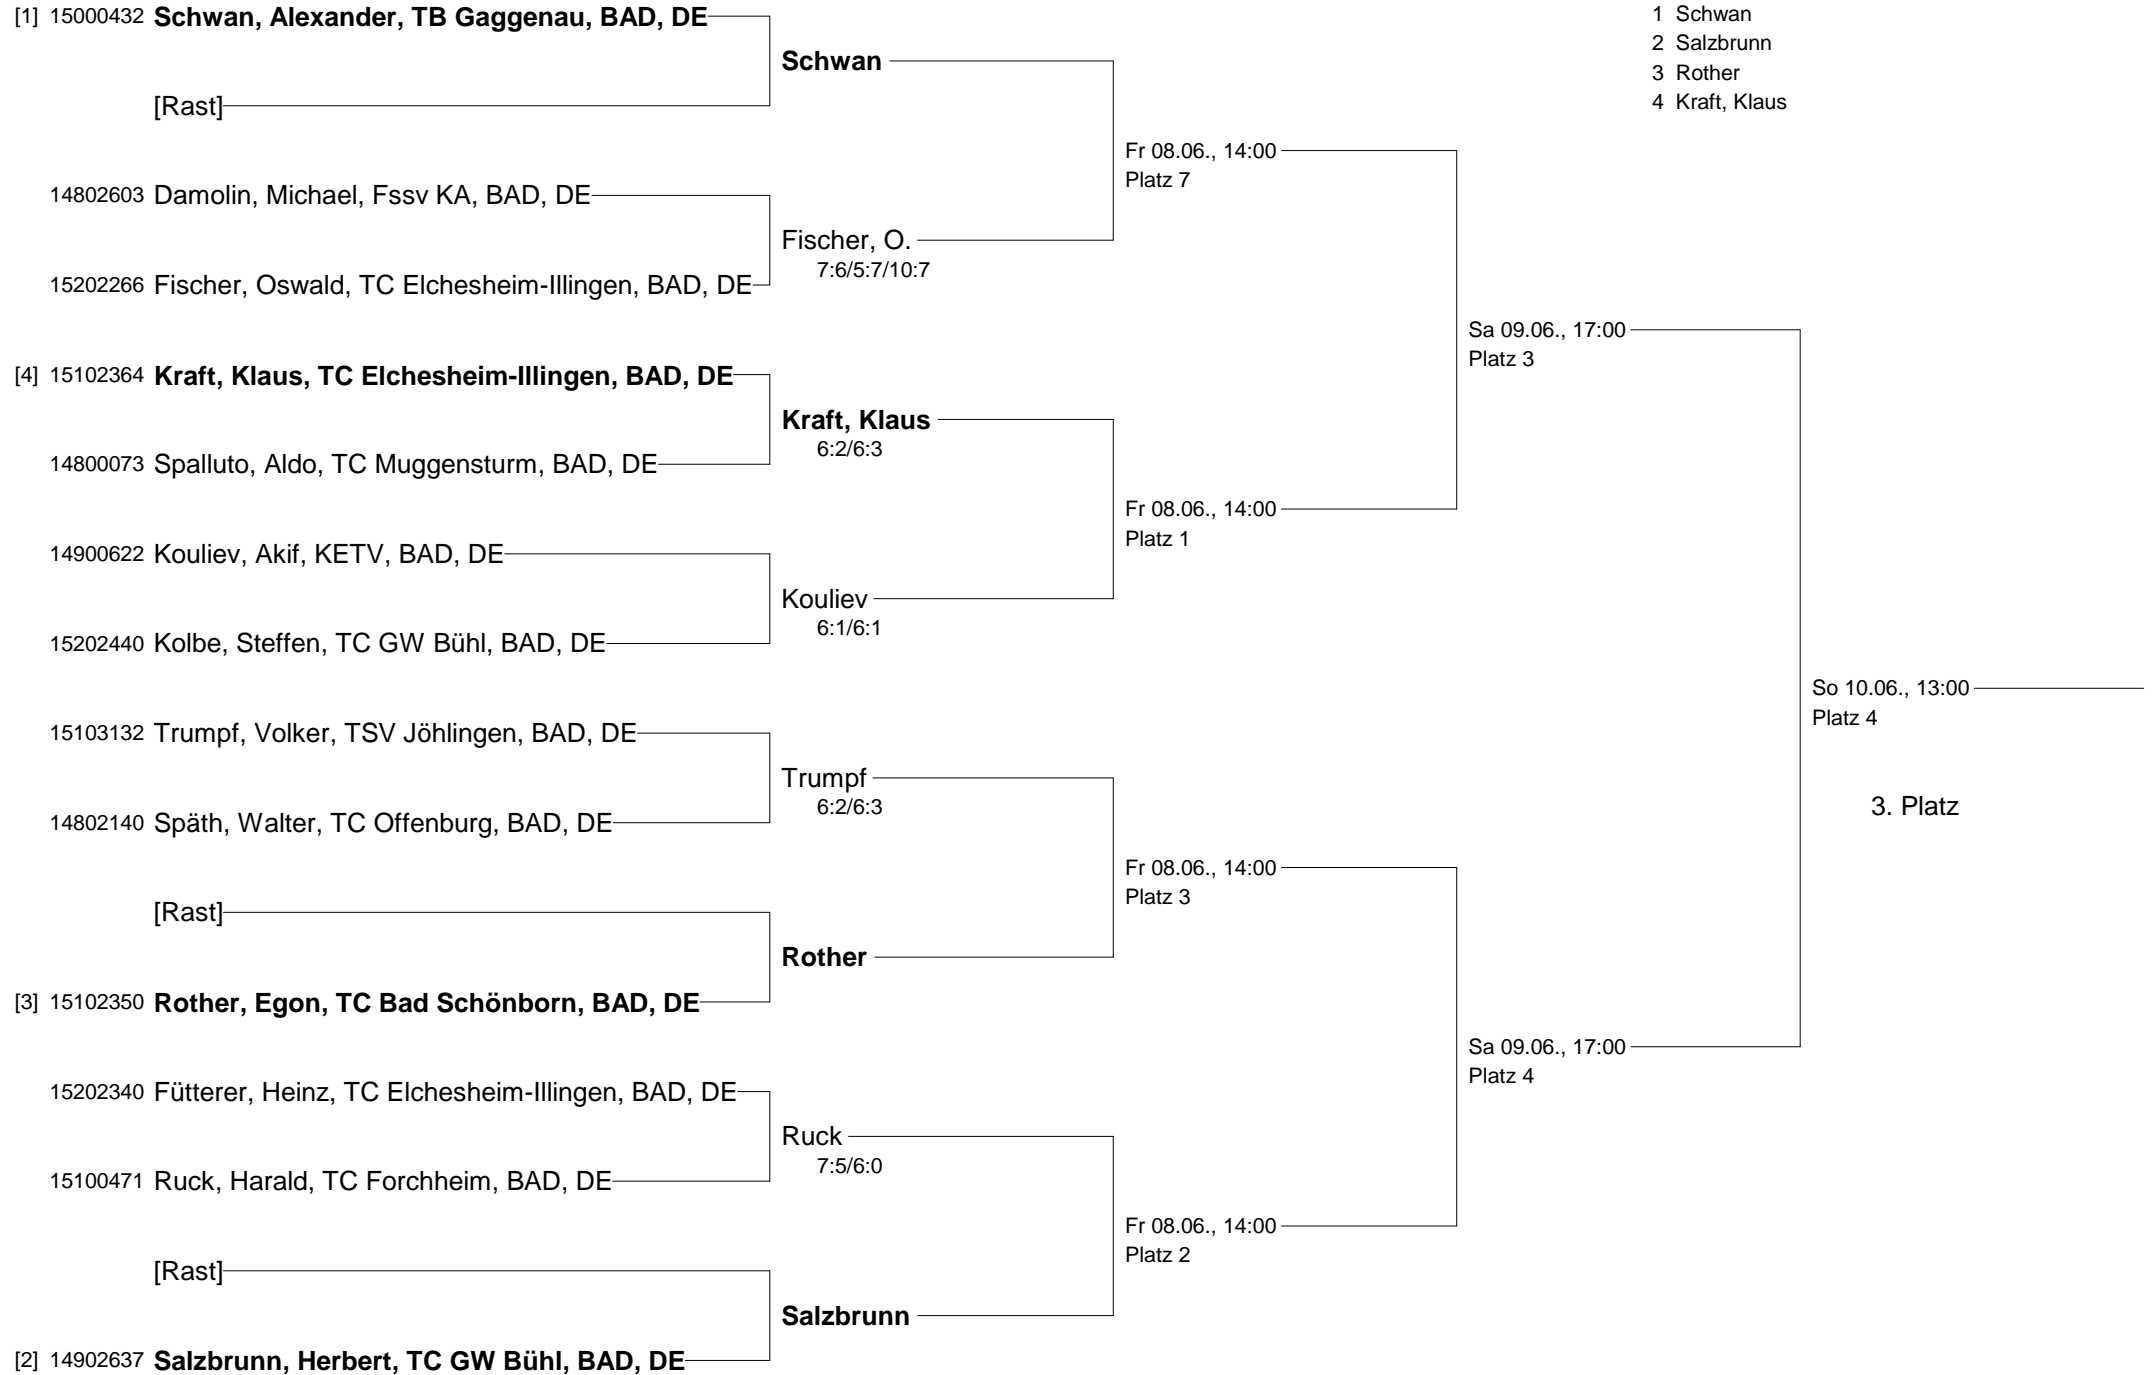 [1] 15000432 Schwan, Alexander, TB Gaggenau, BAD, DE
[Rast]
14802603 Damolin, Michael, Fssv KA, BAD, DE
15202266 Fischer, Oswald, TC Elchesheim-Illingen, BAD, DE
[4] 15102364 Kraft, Klaus, TC Elchesheim-Illingen, BAD, DE
14800073 Spalluto, Aldo, TC Muggensturm, BAD, DE
14900622 Kouliev, Akif, KETV, BAD, DE
15202440 Kolbe, Steffen, TC GW Bühl, BAD, DE
15103132 Trumpf, Volker, TSV Jöhlingen, BAD, DE
14802140 Späth, Walter, TC Offenburg, BAD, DE
[Rast]
[3] 15102350 Rother, Egon, TC Bad Schönborn, BAD, DE
15202340 Fütterer, Heinz, TC Elchesheim-Illingen, BAD, DE
15100471 Ruck, Harald, TC Forchheim, BAD, DE
[Rast]
[2] 14902637 Salzbrunn, Herbert, TC GW Bühl, BAD, DE
Schwan
Fischer, O.
7:6/5:7/10:7
Kraft, Klaus
6:2/6:3
Kouliev
6:1/6:1
Trumpf
6:2/6:3
Rother
Ruck
7:5/6:0
Salzbrunn
Fr 08.06., 14:00
Platz 7
Fr 08.06., 14:00
Platz 1
Fr 08.06., 14:00
Platz 3
Fr 08.06., 14:00
Platz 2
Sa 09.06., 17:00
Platz 3
Sa 09.06., 17:00
Platz 4
So 10.06., 13:00
Platz 4
3. Platz
1 Schwan
2 Salzbrunn
3 Rother
4 Kraft, Klaus